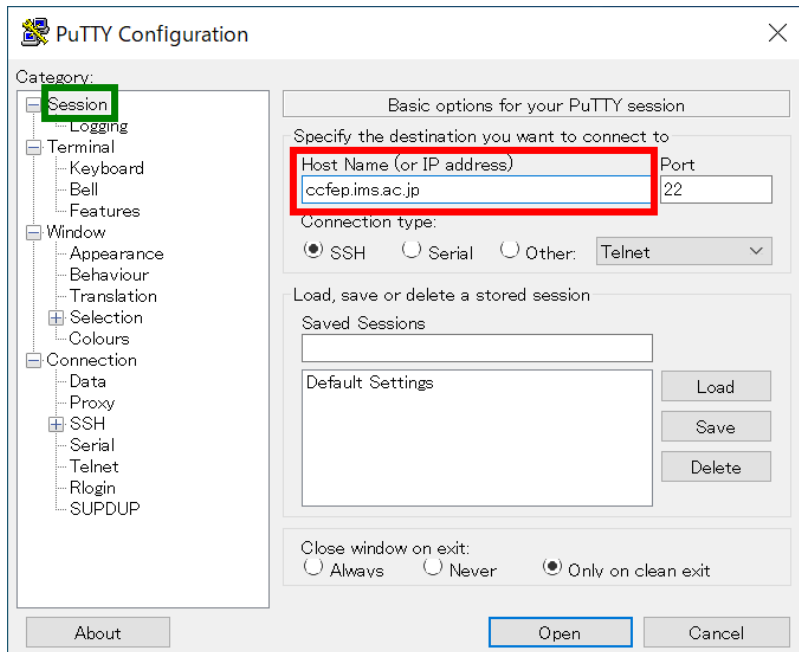 PuTTY Configuration
Category:
Session
Logging
Terminal
Keyboard
Bell
Features
Window
Appearance
Behaviour
Translation
Selection
Colours
Connection
Data
Proxy
SSH
Serial
Telnet
Rlogin
SUPDUP
Basic options for your PuTTY session
Specify the destination you want to connect to
Host Name (or IP address) Port
ccfep.ims.ac.jp 22
Connection type:
SSH Serial Other: Telnet
Load, save or delete a stored session
Saved Sessions
Default Settings
Load
Save
Delete
Close window on exit:
Always Never Only on clean exit
About Open Cancel